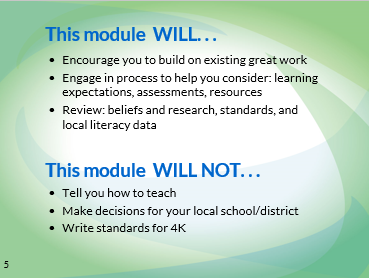 This module WILL...
• Encourage you to build on existing great work
• Engage in process to help you consider: learning
expectations, assessments, resources
• Review: beliefs and research, standards, and
local literacy data
This module WILL NOT...
• Tell you how to teach
• Make decisions for your local school/district
• Write standards for 4K
5